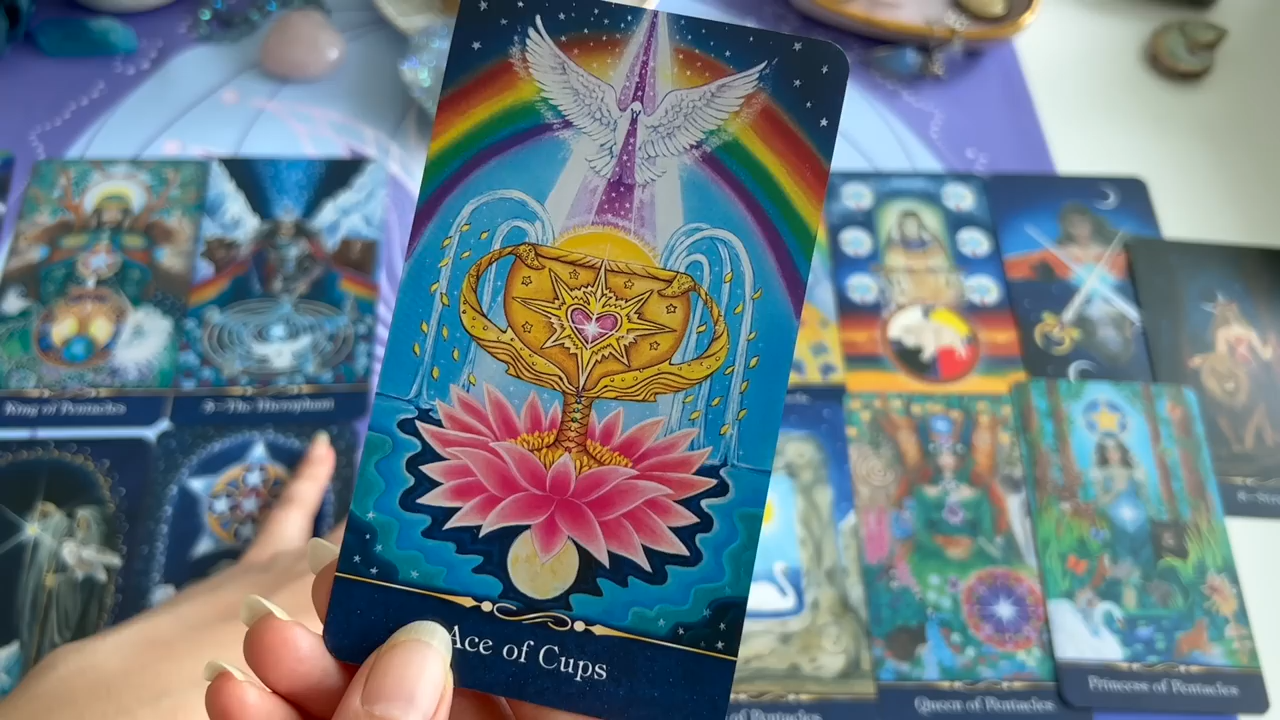 Ace of Cups
King of Pentacles
5–The Hierophant
Queen of Pentacles
Princess of Pentacles